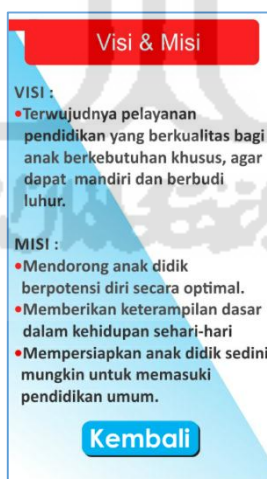 Visi & Misi
VISI :
•Terwujudnya pelayanan
pendidikan yang berkualitas bagi
anak berkebutuhan khusus, agar
dapat mandiri dan berbudi
luhur.
MISI :
•Mendorong anak didik
berpotensi diri secara optimal.
•Memberikan keterampilan dasar
dalam kehidupan sehari-hari
•Mempersiapkan anak didik sedini
mungkin untuk memasuki
pendidikan umum.
Kembali